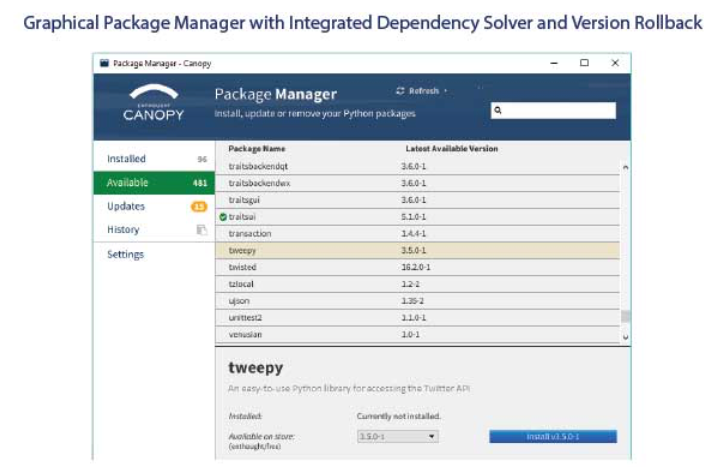 Graphical Package Manager with Integrated Dependency Solver and Version Rollback
Package Manager - Canopy
Package Manager
Refresh
ENTHOUGHT
CANOPY
Install, update or remove your Python packages
Installed 96
Available 481
Updates 15
History
Settings
Package Name Latest Available Version
traitsbackendqt 3.6.0-1
traitsbackendwx 3.6.0-1
traitsgui 3.6.0-1
traitsui 5.1.0-1
transaction 1.4.4-1
tweepy 3.5.0-1
twisted 16.2.0-1
tzlocal 1.2-2
ujson 1.35-2
unittest2 1.1.0-1
venusian 1.0-1
tweepy
An easy-to-use Python library for accessing the Twitter API
Installed: Currently not installed.
Available on store: 3.5.0-1 Install v3.5.0-1
(enthought/free)